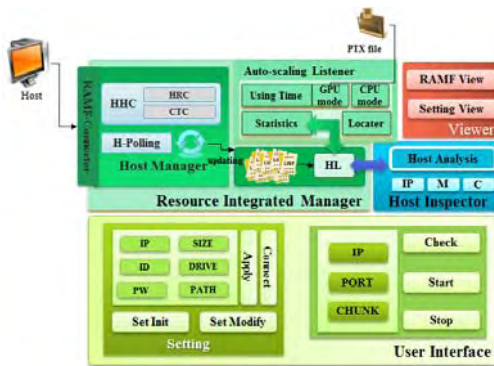 PTX file
Host
RAMF-Connector
HHC
HRC
CTC
H-Polling
Host Manager
Auto-scaling Listener
Using Time
GPU
mode
CPU
mode
Statistics
Locater
updating
HL
Resource Integrated Manager
RAMF View
Setting View
Viewer
Host Analysis
IP
M
C
Host Inspector
IP
SIZE
ID
DRIVE
PW
PATH
Apply
Connect
Set Init
Set Modify
Setting
IP
PORT
CHUNK
Check
Start
Stop
User Interface